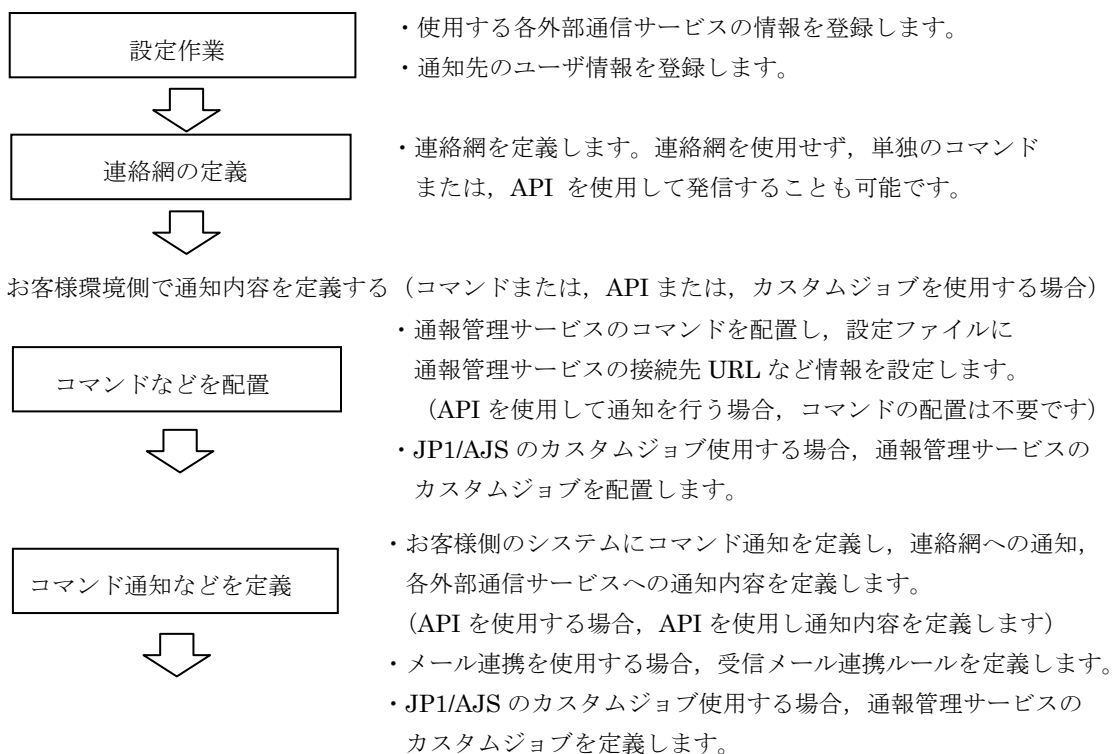 設定作業
・使用する各外部通信サービスの情報を登録します。
・通知先のユーザ情報を登録します。
連絡網の定義
・連絡網を定義します。連絡網を使用せず，単独のコマンド
または，API を使用して発信することも可能です。
お客様環境側で通知内容を定義する（コマンドまたは，API または，カスタムジョブを使用する場合）
コマンドなどを配置
・通報管理サービスのコマンドを配置し，設定ファイルに
通報管理サービスの接続先 URL など情報を設定します。
（API を使用して通知を行う場合，コマンドの配置は不要です）
・JP1/AJS のカスタムジョブ使用する場合，通報管理サービスの
カスタムジョブを配置します。
コマンド通知などを定義
・お客様側のシステムにコマンド通知を定義し，連絡網への通知，
各外部通信サービスへの通知内容を定義します。
（API を使用する場合，API を使用し通知内容を定義します）
・メール連携を使用する場合，受信メール連携ルールを定義します。
・JP1/AJS のカスタムジョブ使用する場合，通報管理サービスの
カスタムジョブを定義します。